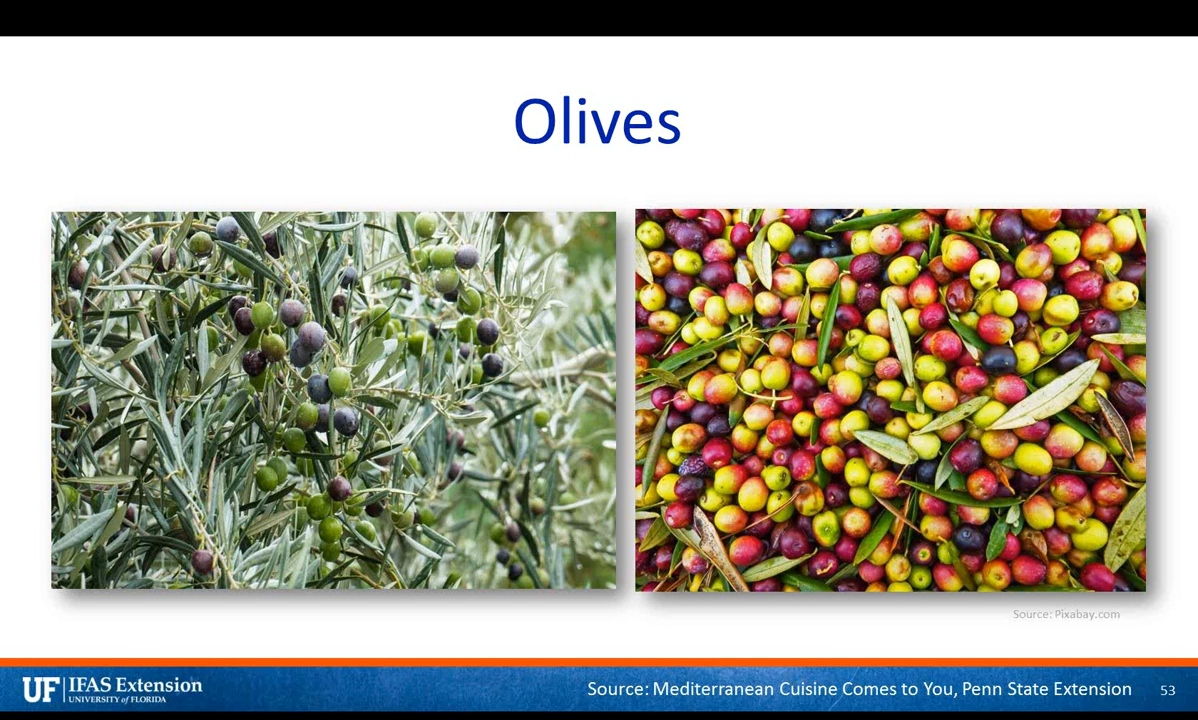 Olives
Source: Pixabay.com
UF IFAS Extension
UNIVERSITY of FLORIDA
Source: Mediterranean Cuisine Comes to You, Penn State Extension
53